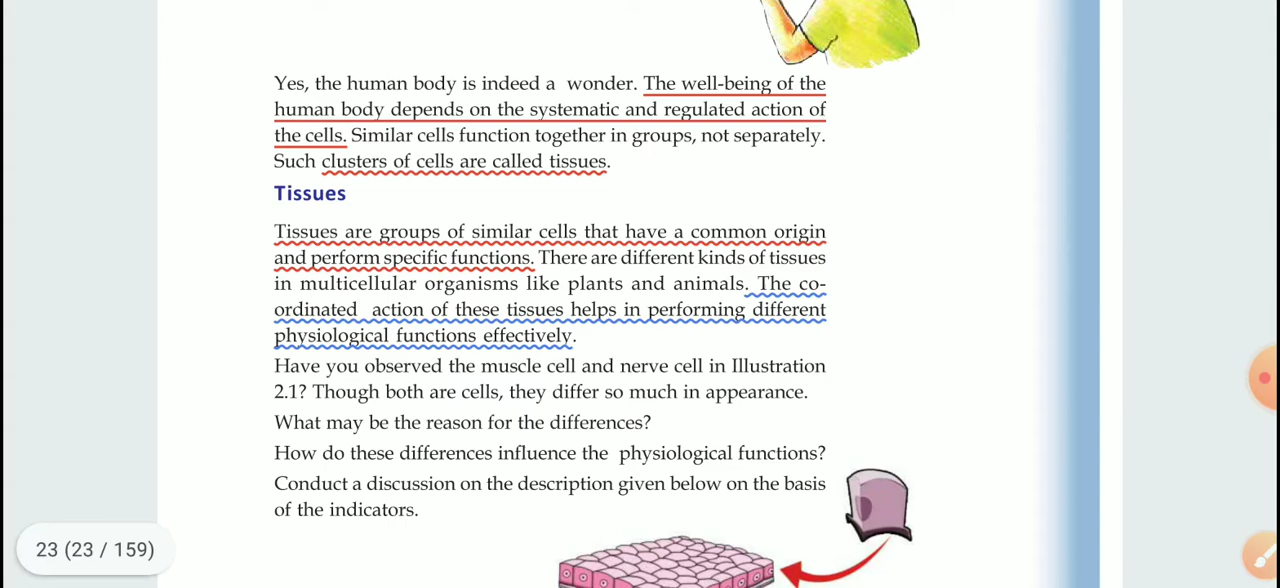 Yes, the human body is indeed a wonder. The well-being of the
human body depends on the systematic and regulated action of
the cells. Similar cells function together in groups, not separately.
Such clusters of cells are called tissues.
Tissues
Tissues are groups of similar cells that have a common origin
and perform specific functions. There are different kinds of tissues
in multicellular organisms like plants and animals. The co-
ordinated action of these tissues helps in performing different
physiological functions effectively.
Have you observed the muscle cell and nerve cell in Illustration
2.1? Though both are cells, they differ so much in appearance.
What may be the reason for the differences?
How do these differences influence the physiological functions?
Conduct a discussion on the description given below on the basis
of the indicators.
23 (23 / 159)